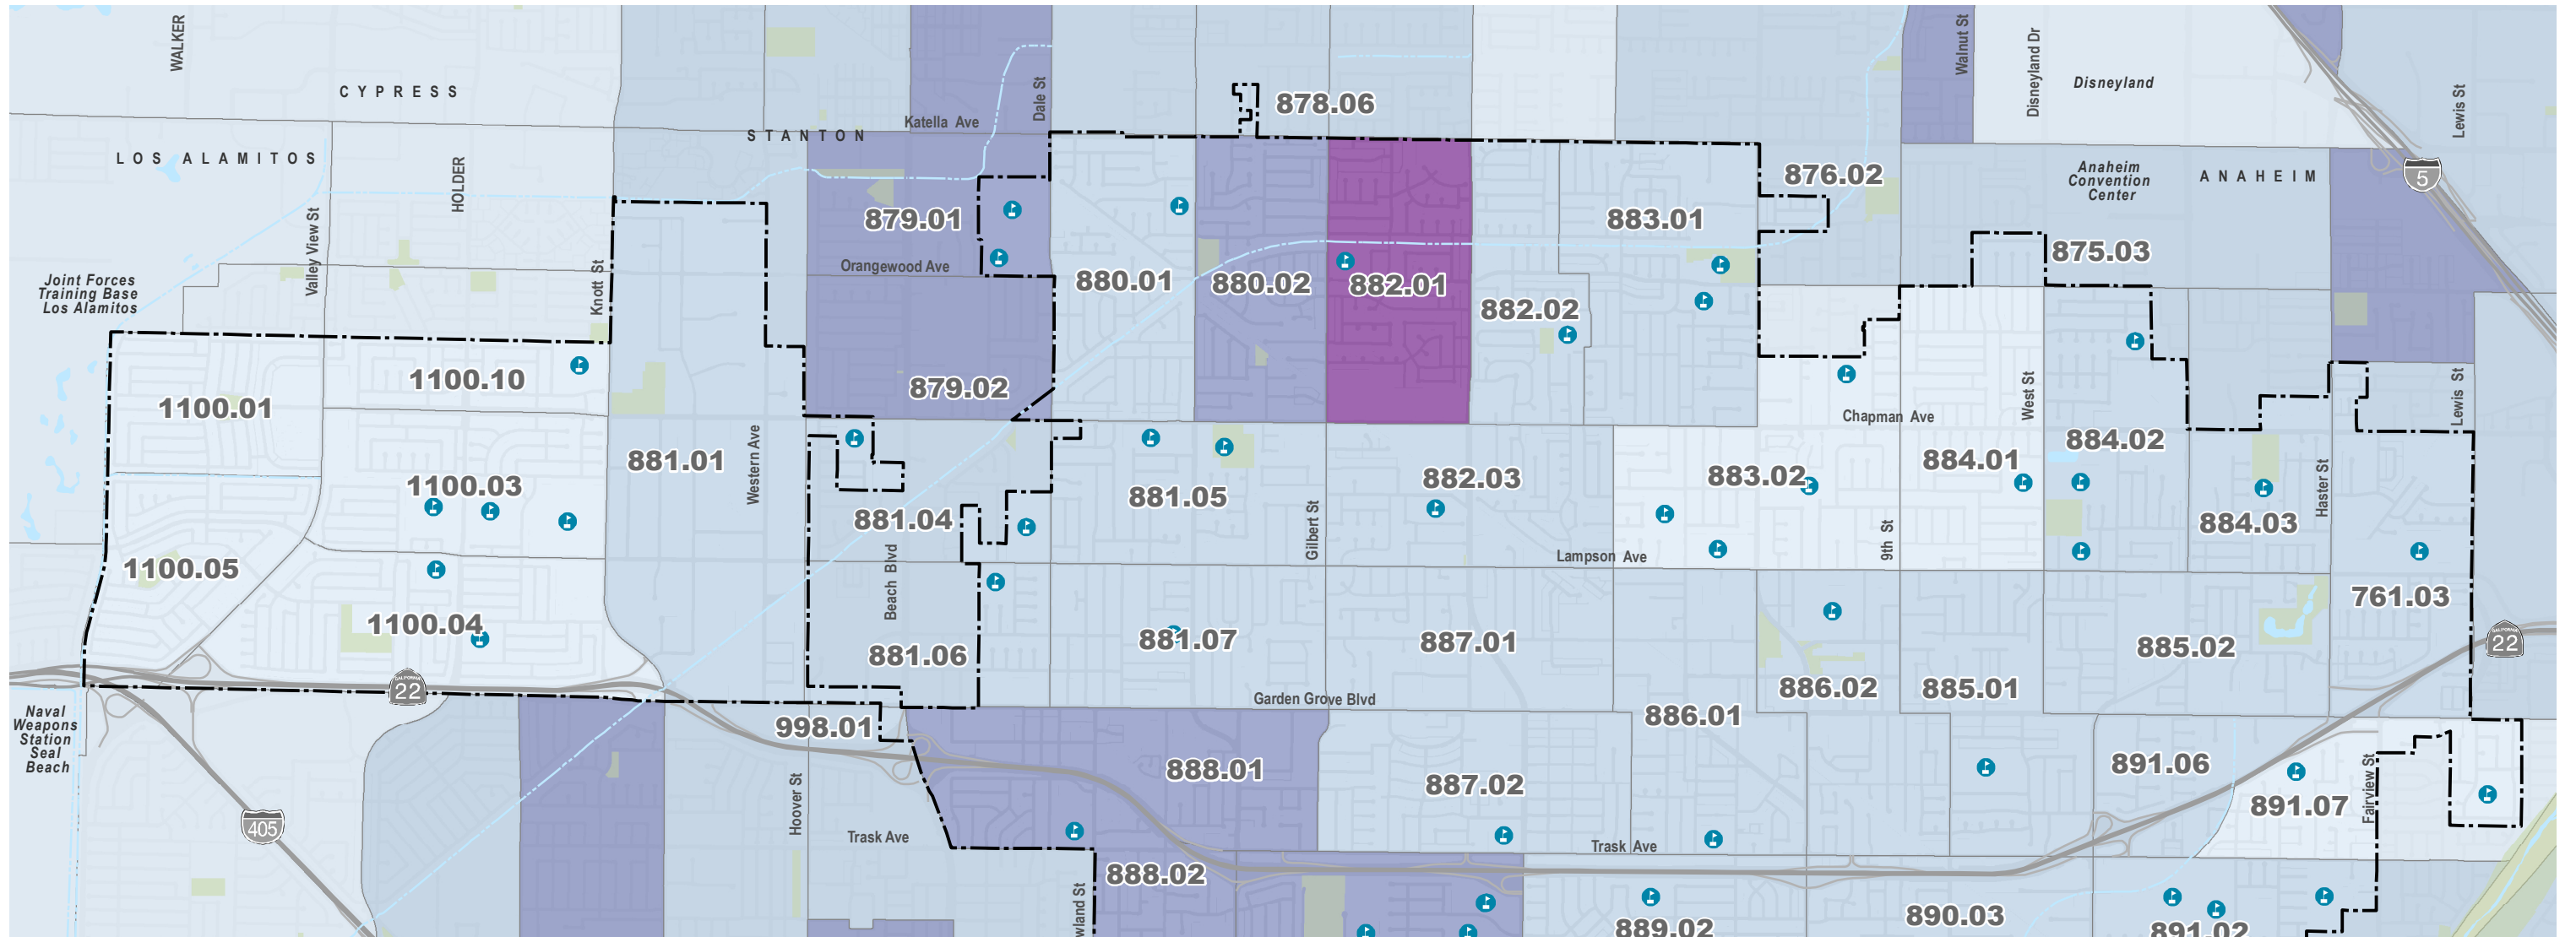 WALKER
CYPRESS
LOS ALAMITOS
HOLDER
Valley View St
Knott St
Joint Forces
Training Base
Los Alamitos
STANTON
Katella Ave
Dale St
878.06
Walnut St
Disneyland Dr
Disneyland
Lewis St
5
876.02
Anaheim
Convention
Center
ANAHEIM
879.01
Orangewood Ave
880.01
880.02
882.01
882.02
883.01
875.03
1100.01
1100.10
879.02
Chapman Ave
West St
Lewis St
1100.03
881.01
Western Ave
881.04
881.05
Gilbert St
882.03
883.02
884.01
884.02
884.03
Haster St
1100.05
1100.04
Beach Blvd
881.06
881.07
887.01
Lampson Ave
9th St
761.03
CALIFORNIA
22
CALIFORNIA
22
885.02
886.02
885.01
886.01
Garden Grove Blvd
Naval
Weapons
Station
Seal
Beach
998.01
888.01
887.02
891.06
891.07
Fairview St
405
Hoover St
Trask Ave
Trask Ave
888.02
wland St
889.02
890.03
891.02